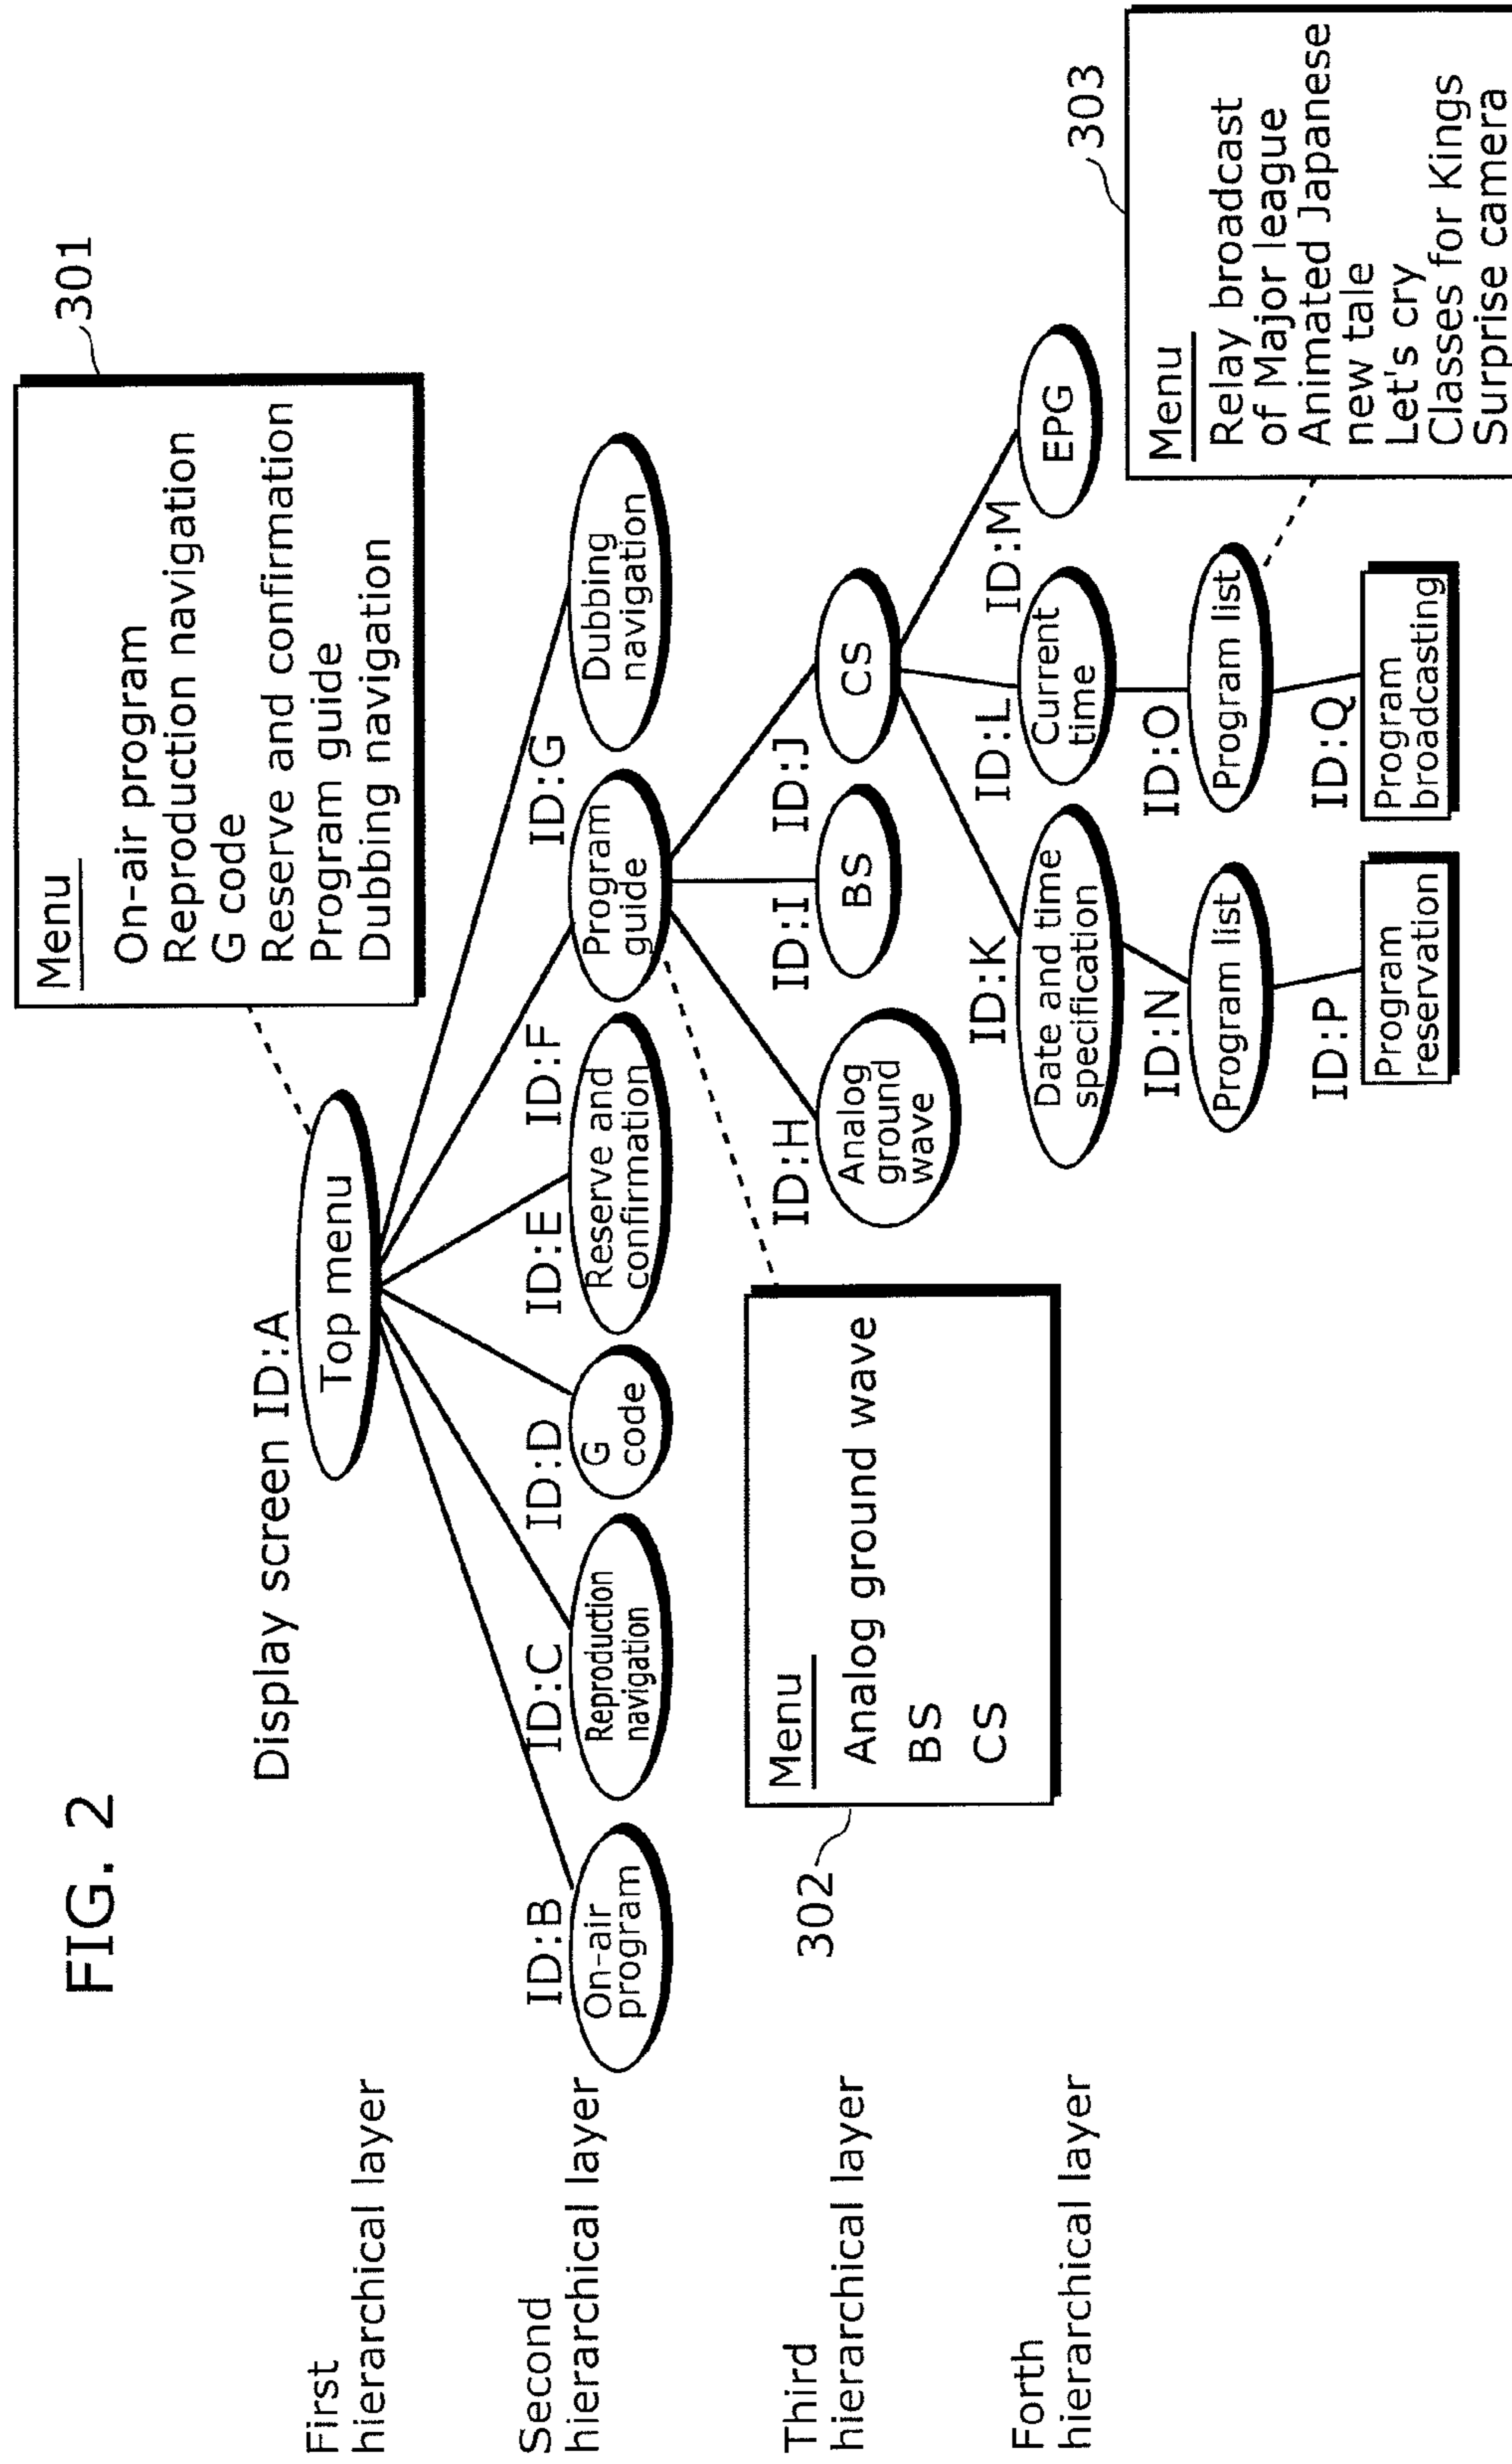 FIG. 2
301
Menu
On-air program
Reproduction navigation
G code
Reserve and confirmation
Program guide
Dubbing navigation
First
hierarchical layer
Display screen ID:A
Top menu
Second
hierarchical layer
ID:B
On-air
program
ID:C
Reproduction
navigation
ID:D
G
code
ID:E
Reserve and
confirmation
ID:F
Program
guide
ID:G
Dubbing
navigation
302
Menu
Analog ground wave
BS
CS
Third
hierarchical layer
ID:H
Analog
ground
wave
ID:I
BS
ID:J
CS
Forth
hierarchical layer
ID:K
Date and time
specification
ID:L
Current
time
ID:M
EPG
ID:N
Program list
ID:O
Program list
ID:P
Program
reservation
ID:Q
Program
broadcasting
303
Menu
Relay broadcast
of Major league
Animated Japanese
new tale
Let's cry
Classes for Kings
Surprise camera